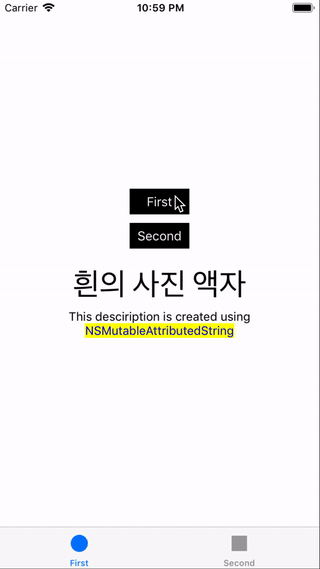 Carrier 10:59 PM
First
Second
흰의 사진 액자
This desciription is created using
NSMutableAttributedString
First Second